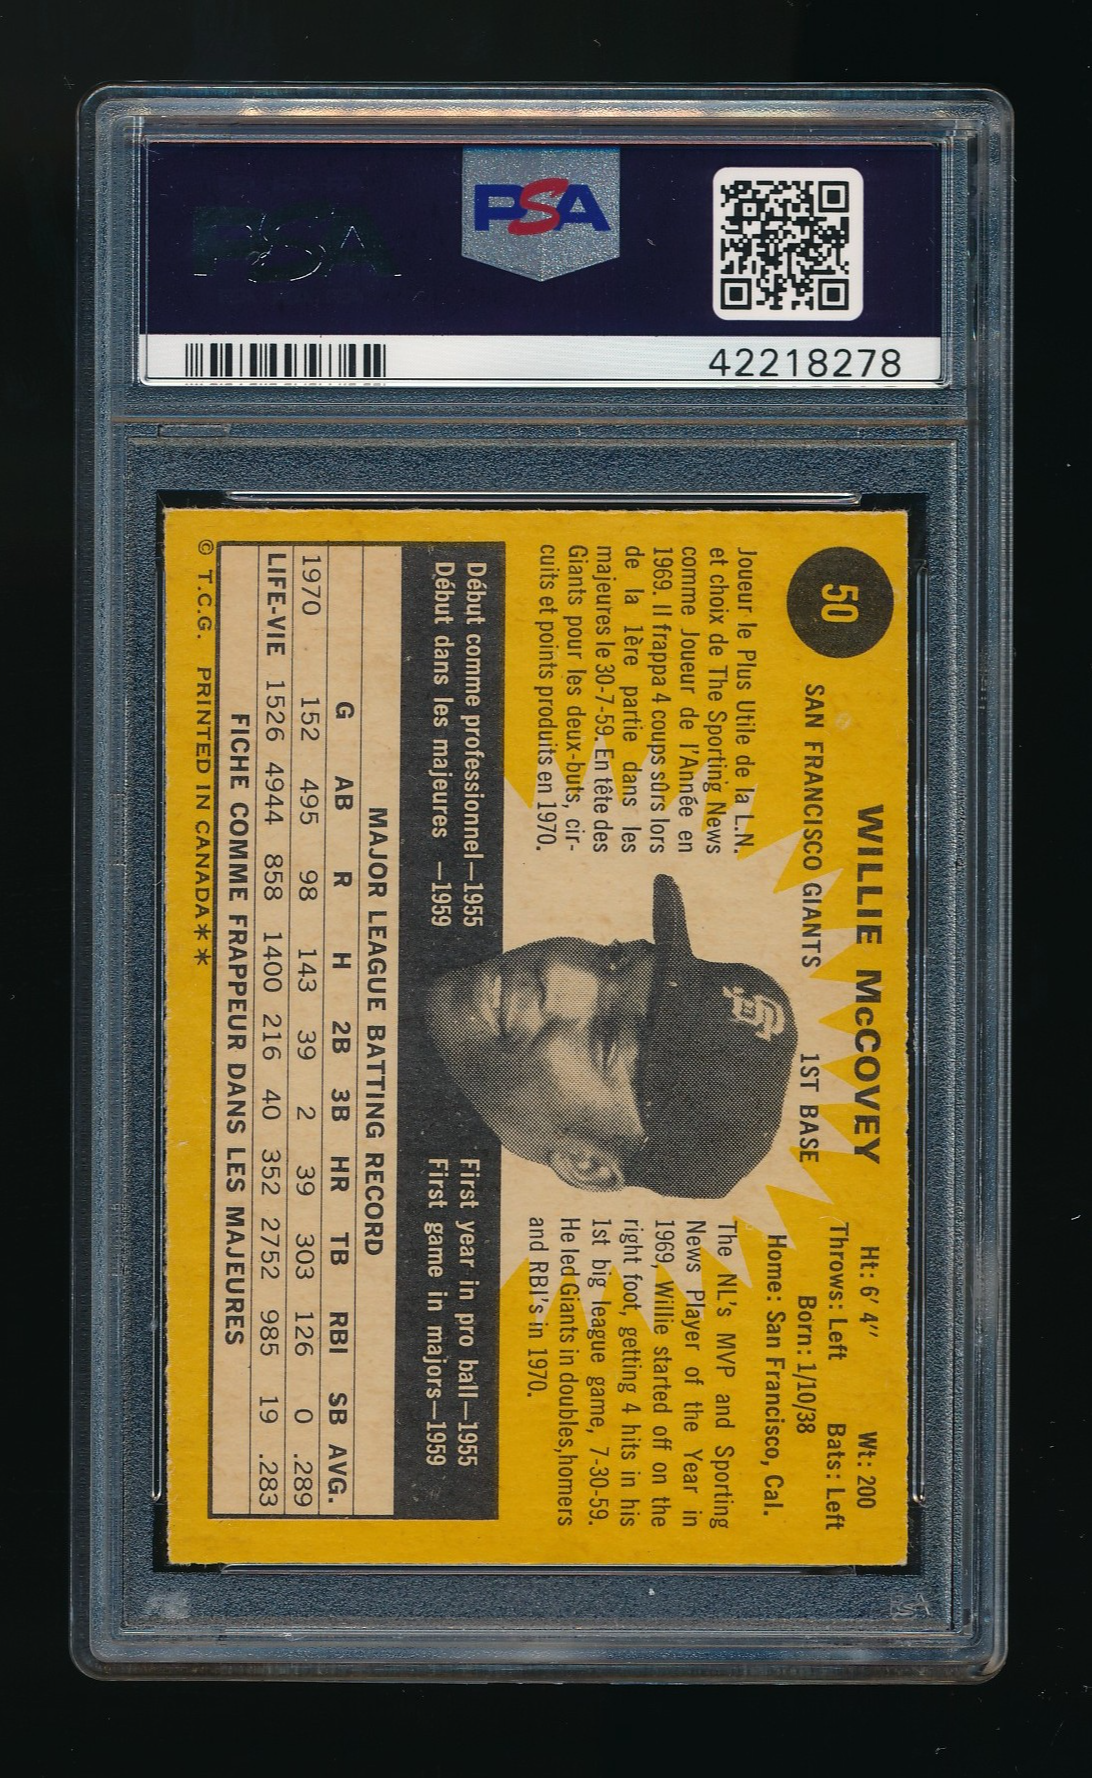 PSA
PSA
42218278
50
WILLIE McCOVEY
SAN FRANCISCO GIANTS 1ST BASE
Ht: 6' 4" Wt: 200
Throws: Left Bats: Left
Born: 1/10/38
Home: San Francisco, Cal.
Joueur le Plus Utile de la L.N.
et choix de The Sporting News
comme Joueur de l'Année en
1969. Il frappa 4 coups sûrs lors
de la 1ère partie dans les
majeures le 30-7-59. En tête des
Giants pour les deux-buts, cir-
cuits et points produits en 1970.
SF
The NL's MVP and Sporting
News Player of the Year in
1969, Willie started off on the
right foot, getting 4 hits in his
1st big league game, 7-30-59.
He led Giants in doubles, homers
and RBI's in 1970.
Début comme professionnel—1955
Début dans les majeures —1959
First year in pro ball—1955
First game in majors—1959
MAJOR LEAGUE BATTING RECORD
G AB R H 2B 3B HR TB RBI SB AVG.
1970 152 495 98 143 39 2 39 303 126 0 .289
LIFE-VIE 1526 4944 858 1400 216 40 352 2752 985 19 .283
FICHE COMME FRAPPEUR DANS LES MAJEURES
© T.C.G. PRINTED IN CANADA**